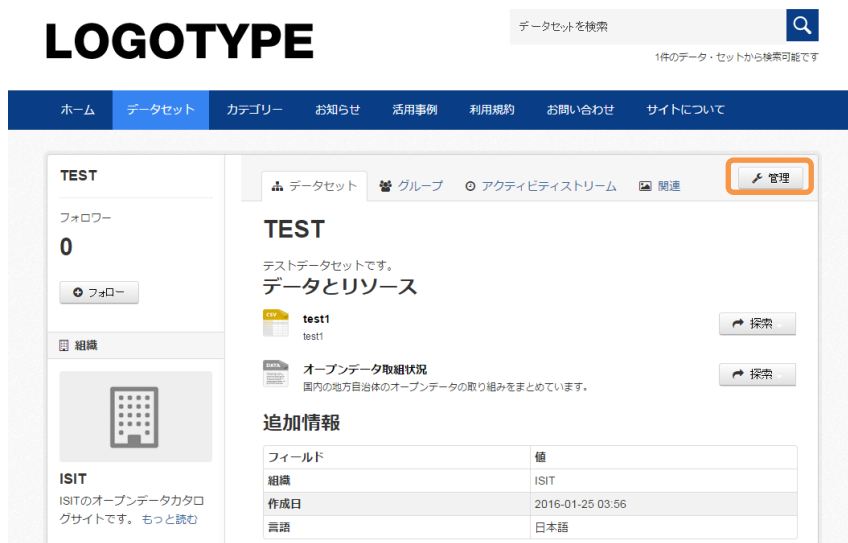 LOGOTYPE
データセットを検索
1件のデータ・セットから検索可能です
ホーム データセット カテゴリー お知らせ 活用事例 利用規約 お問い合わせ サイトについて
TEST
フォロワー
0
フォロー
組織
ISIT
ISITのオープンデータカタロ
グサイトです。 もっと読む
データセット グループ アクティビティストリーム 関連
管理
TEST
テストデータセットです。
データとリソース
CSV
test1
test1
探索
DATA
オープンデータ取組状況
国内の地方自治体のオープンデータの取り組みをまとめています。
探索
追加情報
フィールド 値
組織 ISIT
作成日 2016-01-25 03:56
言語 日本語